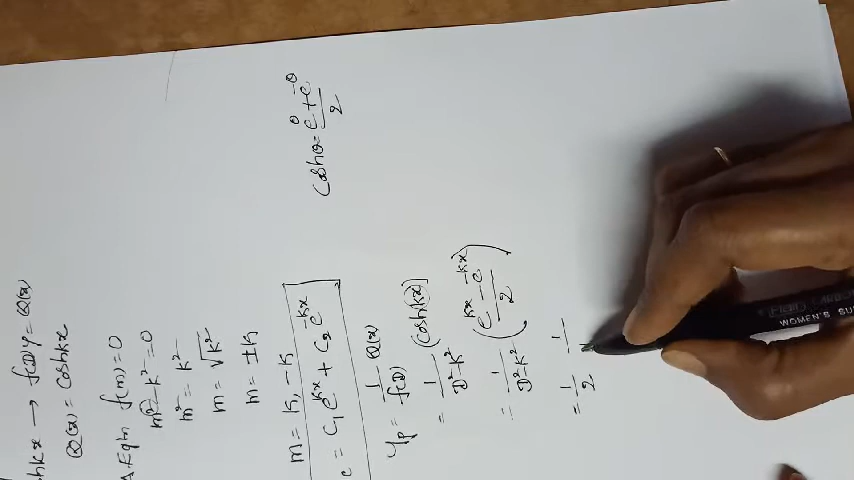 hkx → f(D)y = Q(x)
Q(x) = Coshkx
A.Eqn f(m) = 0
m² - k² = 0
m² = k²
m = √k²
m = ±k
m = k, -k
c = C₁e^kx + C₂e^-kx
yp = 1/f(D) Q(x)
= 1/(D²-k²) (Coshkx)
= 1/(D²-k²) ((e^kx - e^-kx)/2)
= 1/2 1/
Coshθ = (e^θ + e^-θ)/2
WOMEN'S